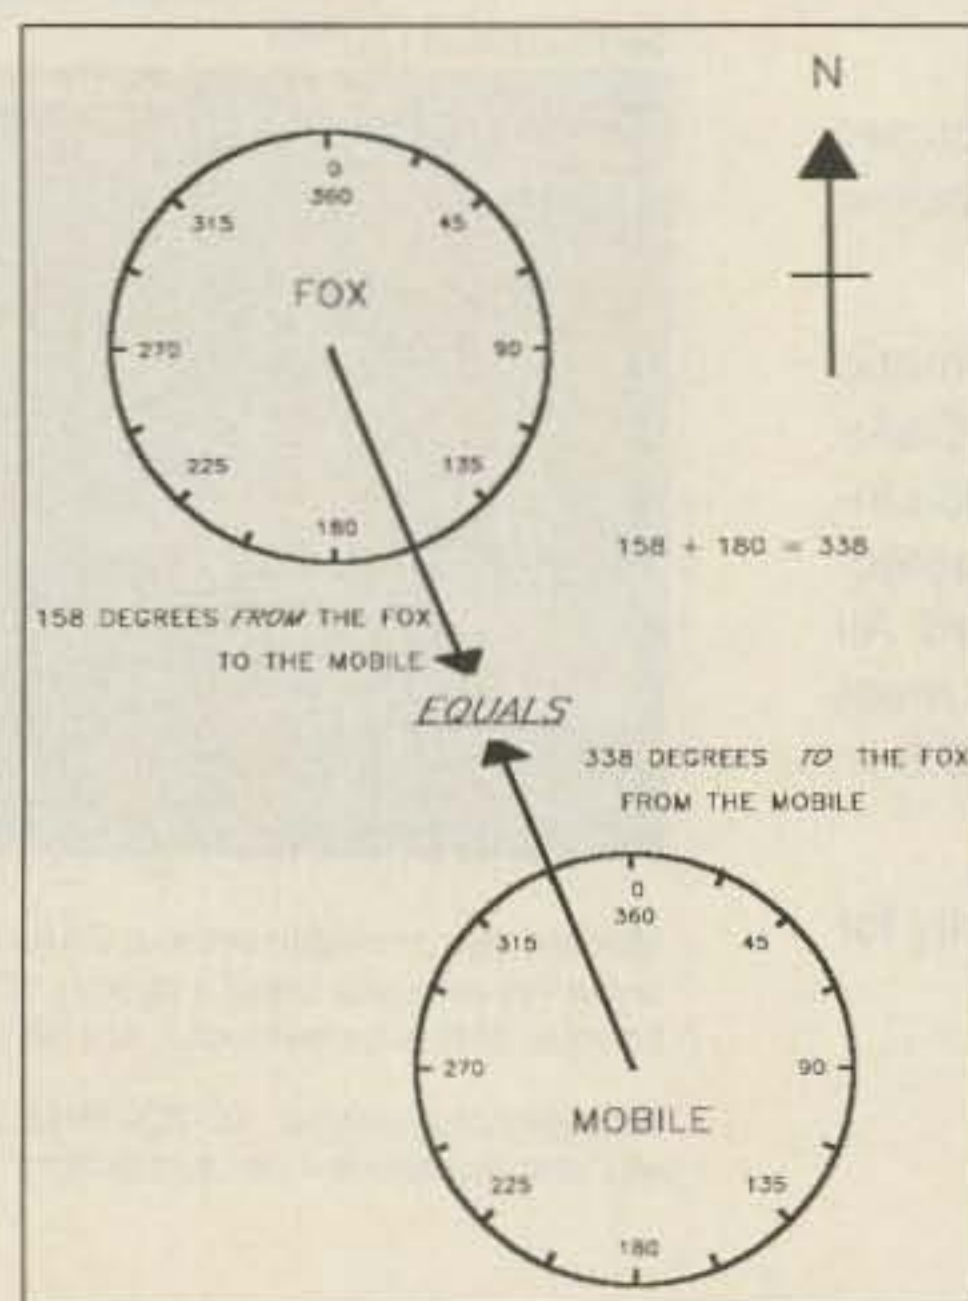 N
0
360
315
45
FOX
270
90
225
135
180
158 + 180 = 338
158 DEGREES FROM THE FOX
TO THE MOBILE
EQUALS
338 DEGREES TO THE FOX
FROM THE MOBILE
0
360
315
45
270
90
MOBILE
225
135
180